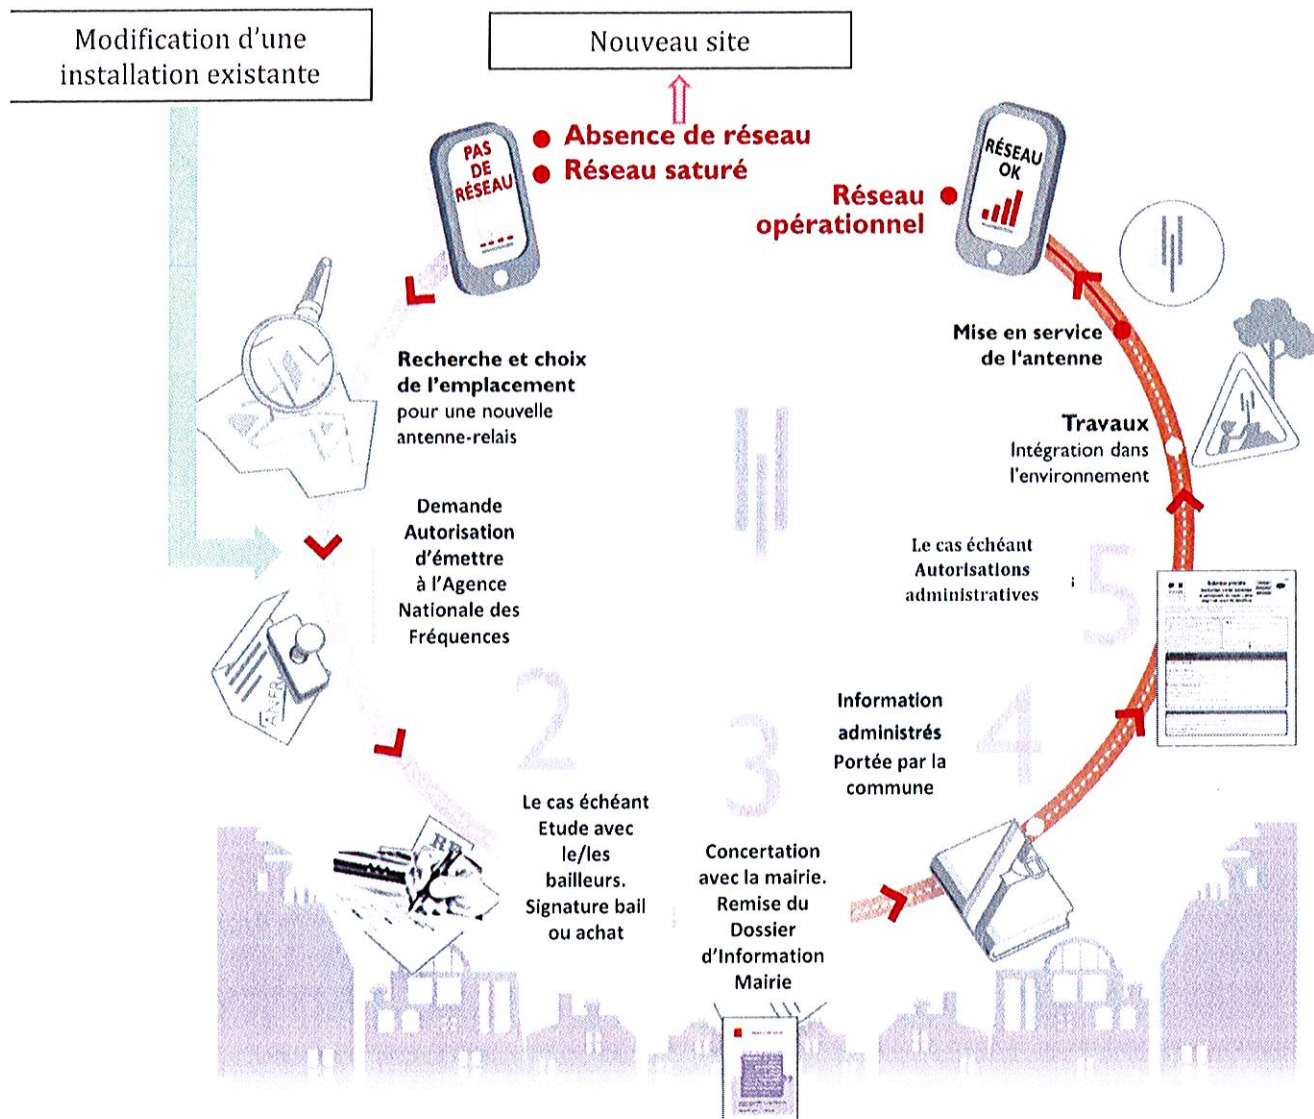 Modification d'une
installation existante
Nouveau site
PAS
DE
RÉSEAU
Absence de réseau
Réseau saturé
RÉSEAU
OK
Réseau
opérationnel
Recherche et choix
de l'emplacement
pour une nouvelle
antenne-relais
Mise en service
de l'antenne
Travaux
Intégration dans
l'environnement
Demande
Autorisation
d'émettre
à l'Agence
Nationale des
Fréquences
ANFR
Le cas échéant
Autorisations
administratives
5
2
3
4
Information
administrés
Portée par la
commune
Le cas échéant
Etude avec
le/les
bailleurs.
Signature bail
ou achat
Concertation
avec la mairie.
Remise du
Dossier
d'Information
Mairie